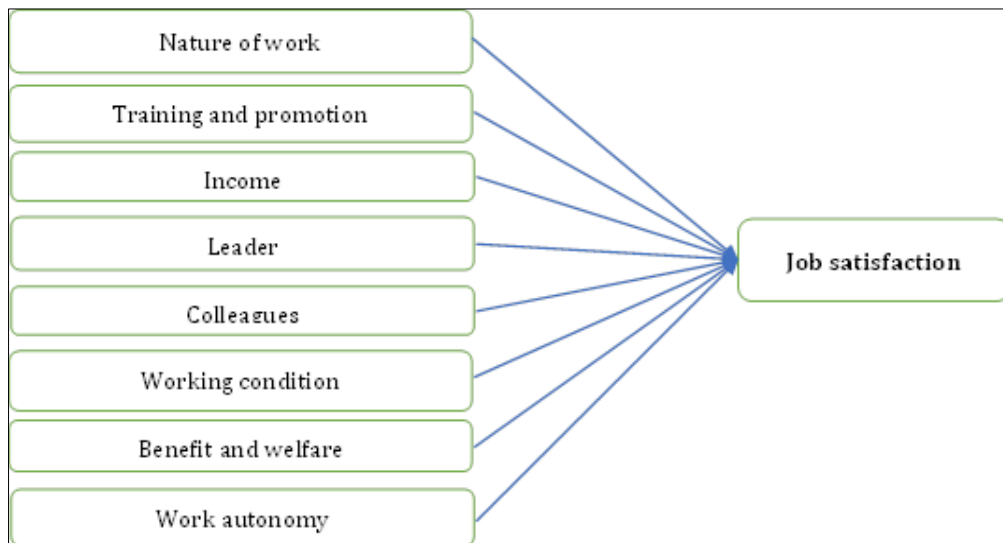 Nature of work
Training and promotion
Income
Leader
Colleagues
Working condition
Benefit and welfare
Work autonomy
Job satisfaction